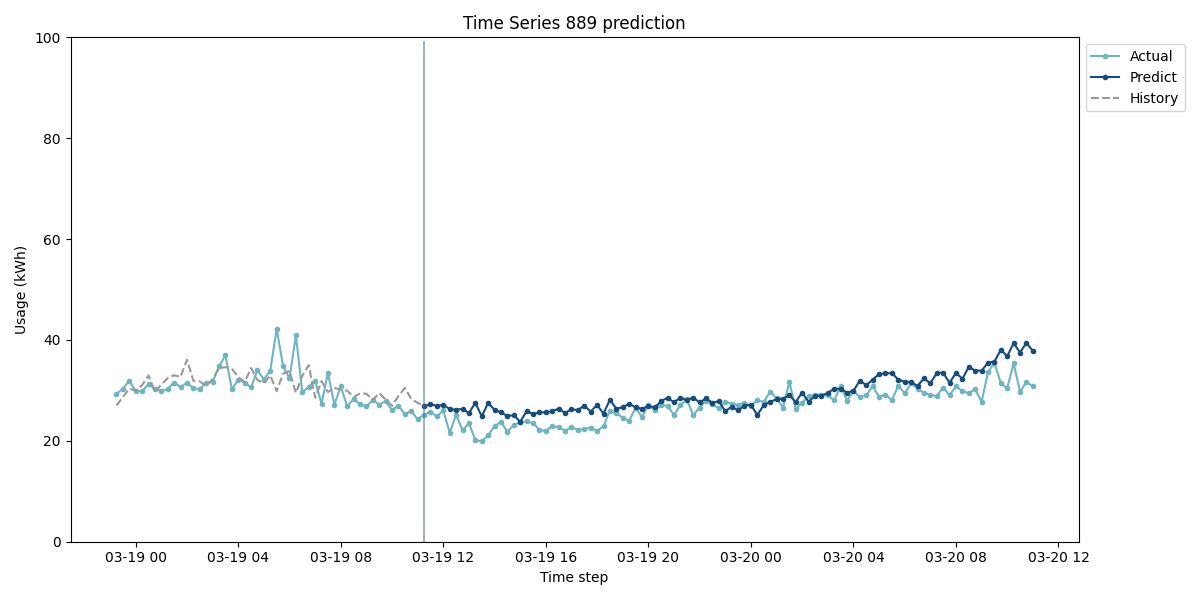 Time Series 889 prediction
100
80
60
40
20
0
Usage (kWh)
03-19 00
03-19 04
03-19 08
03-19 12
03-19 16
03-19 20
03-20 00
03-20 04
03-20 08
03-20 12
Time step
Actual
Predict
History